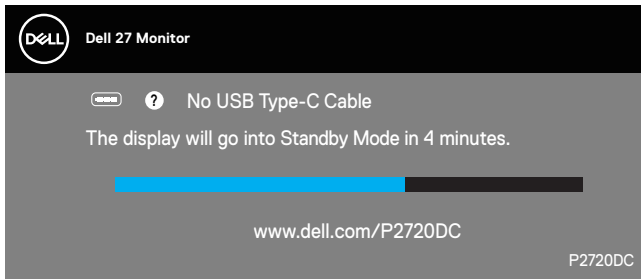 DELL
Dell 27 Monitor
? No USB Type-C Cable
The display will go into Standby Mode in 4 minutes.
www.dell.com/P2720DC
P2720DC